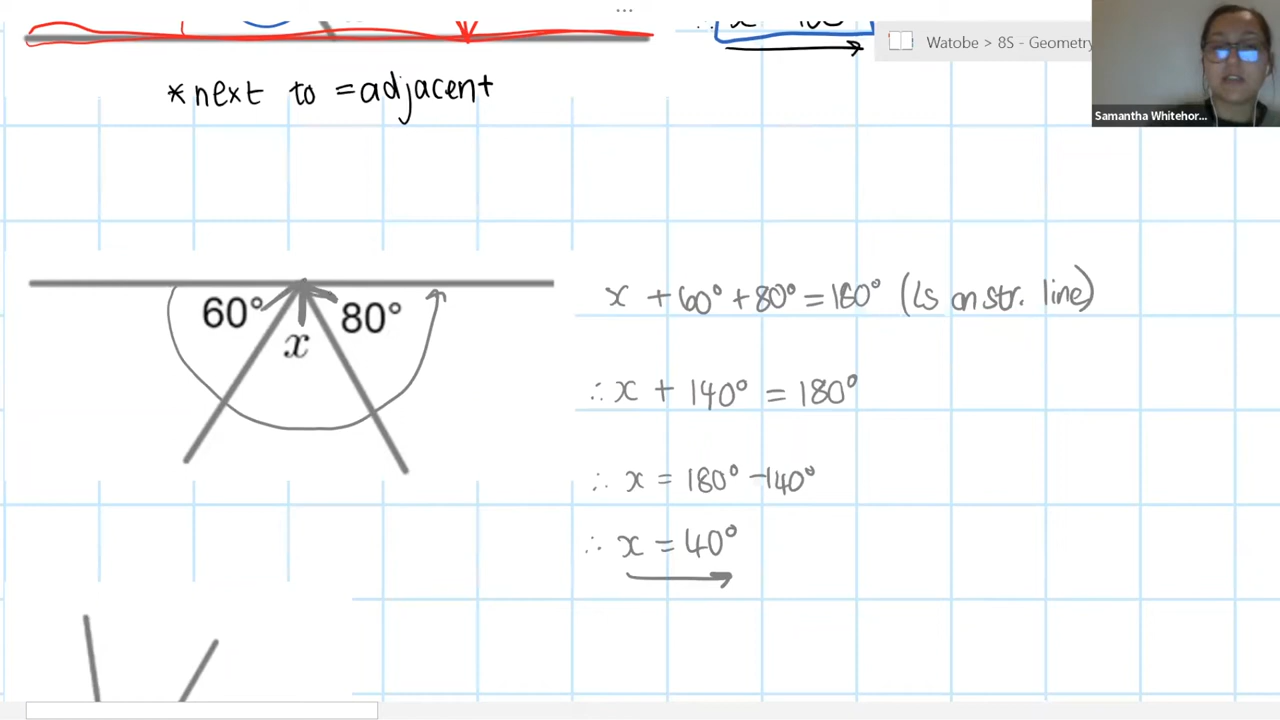 Watobe > 8S - Geometry
Samantha Whitehor...
*next to = adjacent
60°
80°
x
x + 60° + 80° = 180° (Ls on str. line)
∴ x + 140° = 180°
∴ x = 180° - 140°
∴ x = 40°